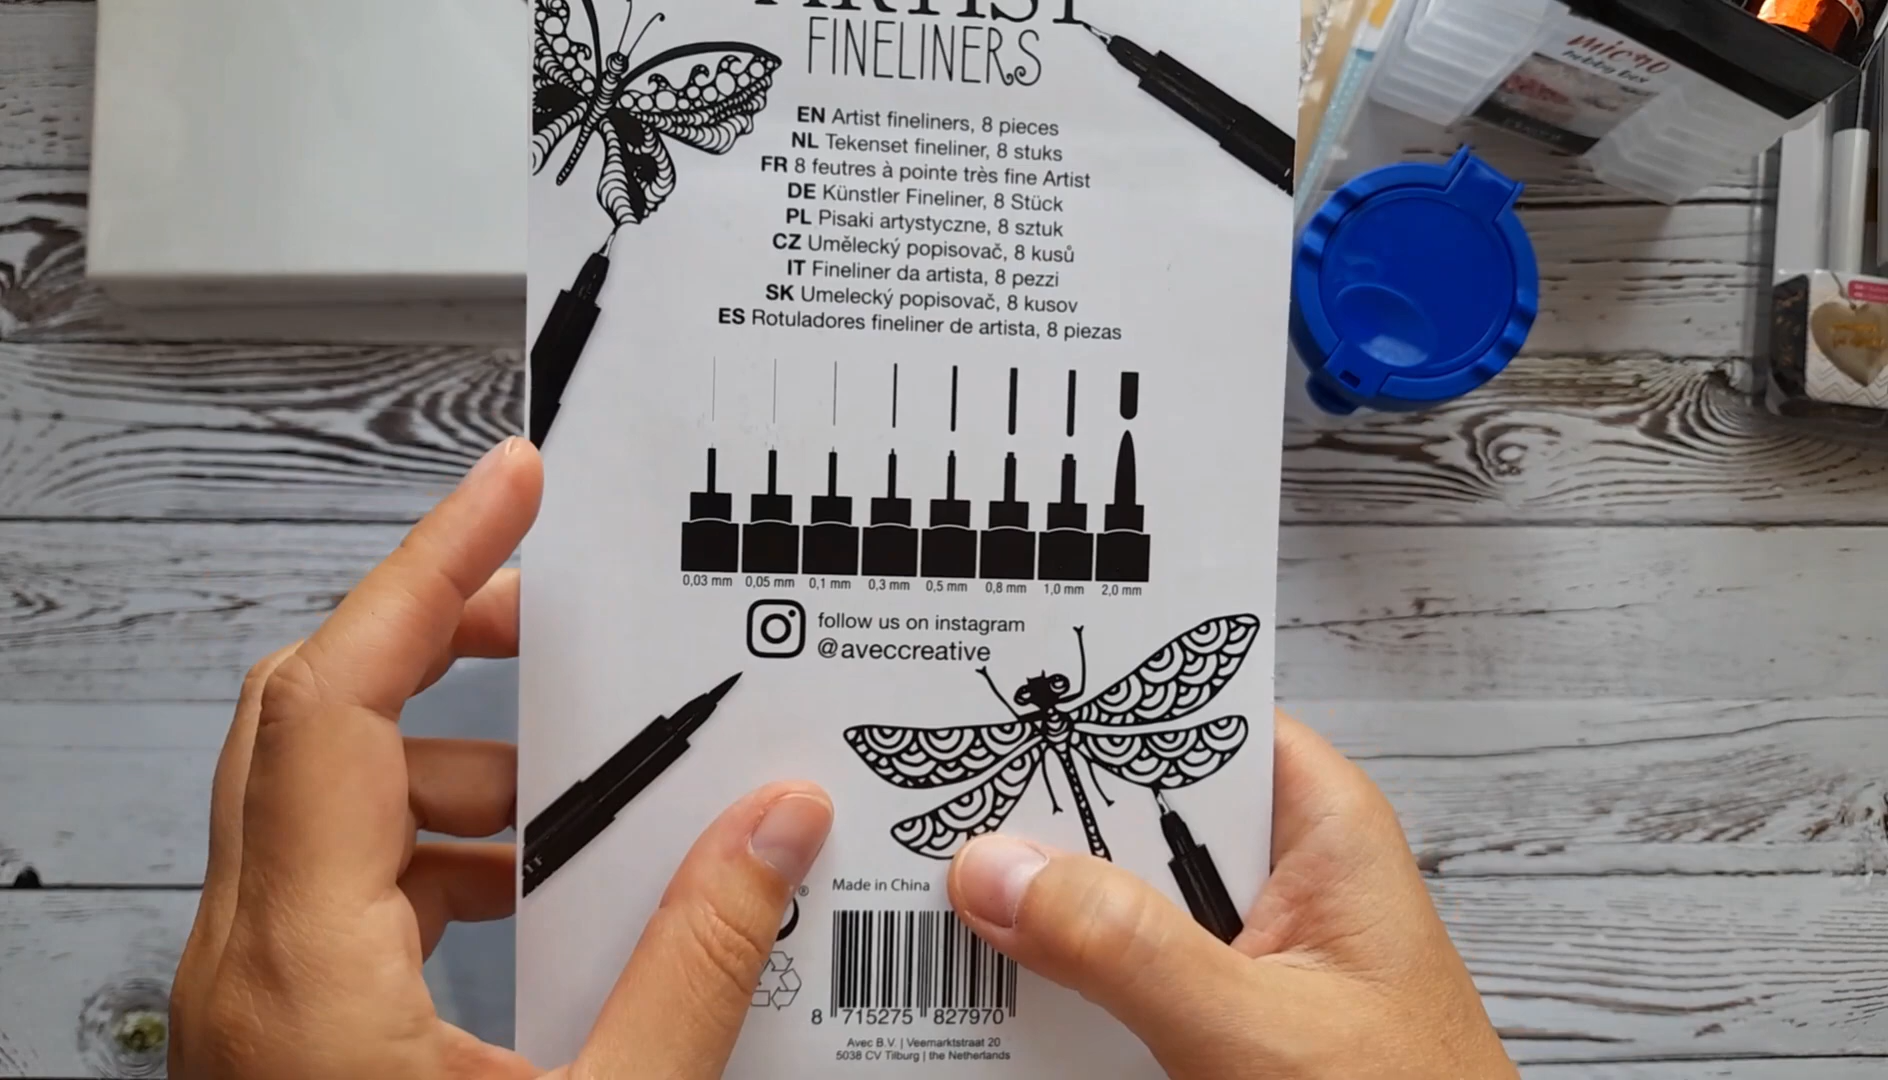 ARTIST
FINELINERS
EN Artist fineliners, 8 pieces
NL Tekenset fineliner, 8 stuks
FR 8 feutres à pointe très fine Artist
DE Künstler Fineliner, 8 Stück
PL Pisaki artystyczne, 8 sztuk
CZ Umělecký popisovač, 8 kusů
IT Fineliner da artista, 8 pezzi
SK Umelecký popisovač, 8 kusov
ES Rotuladores fineliner de artista, 8 piezas
0,03 mm 0,05 mm 0,1 mm 0,3 mm 0,5 mm 0,8 mm 1,0 mm 2,0 mm
follow us on instagram
@aveccreative
Made in China
8 715275 827970
Avec B.V. | Veemarktstraat 20
5038 CV Tilburg | the Netherlands
micro
hobby box